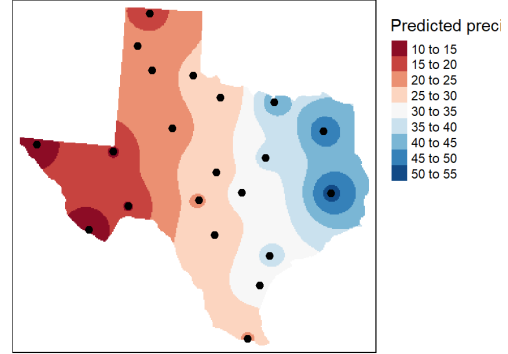 Predicted preci
10 to 15
15 to 20
20 to 25
25 to 30
30 to 35
35 to 40
40 to 45
45 to 50
50 to 55